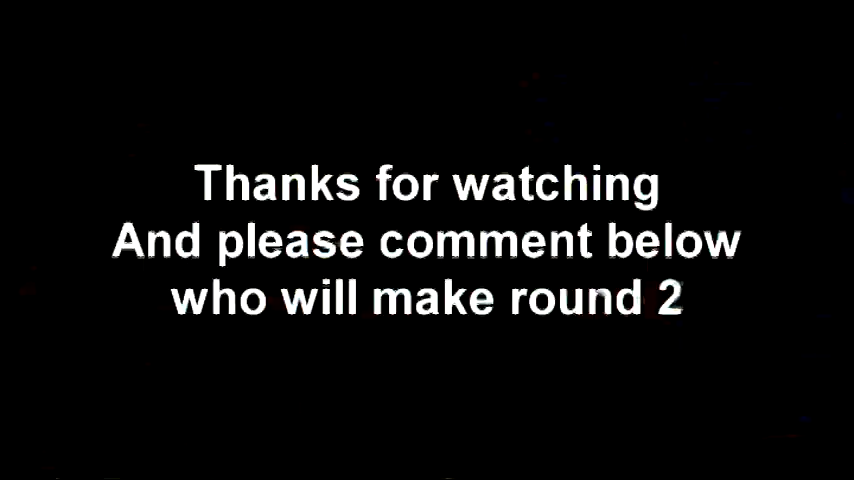 Thanks for watching
And please comment below
who will make round 2